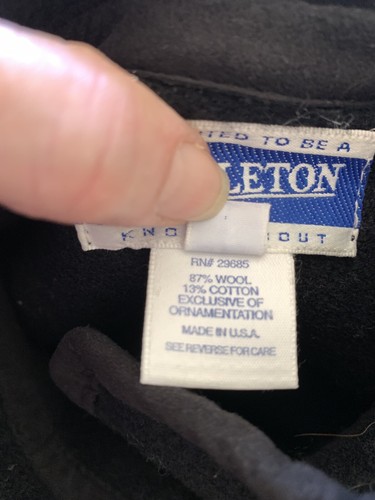 TED TO BE A
LETON
KNO OUT
RN# 29685
87% WOOL
13% COTTON
EXCLUSIVE OF
ORNAMENTATION
MADE IN U.S.A.
SEE REVERSE FOR CARE